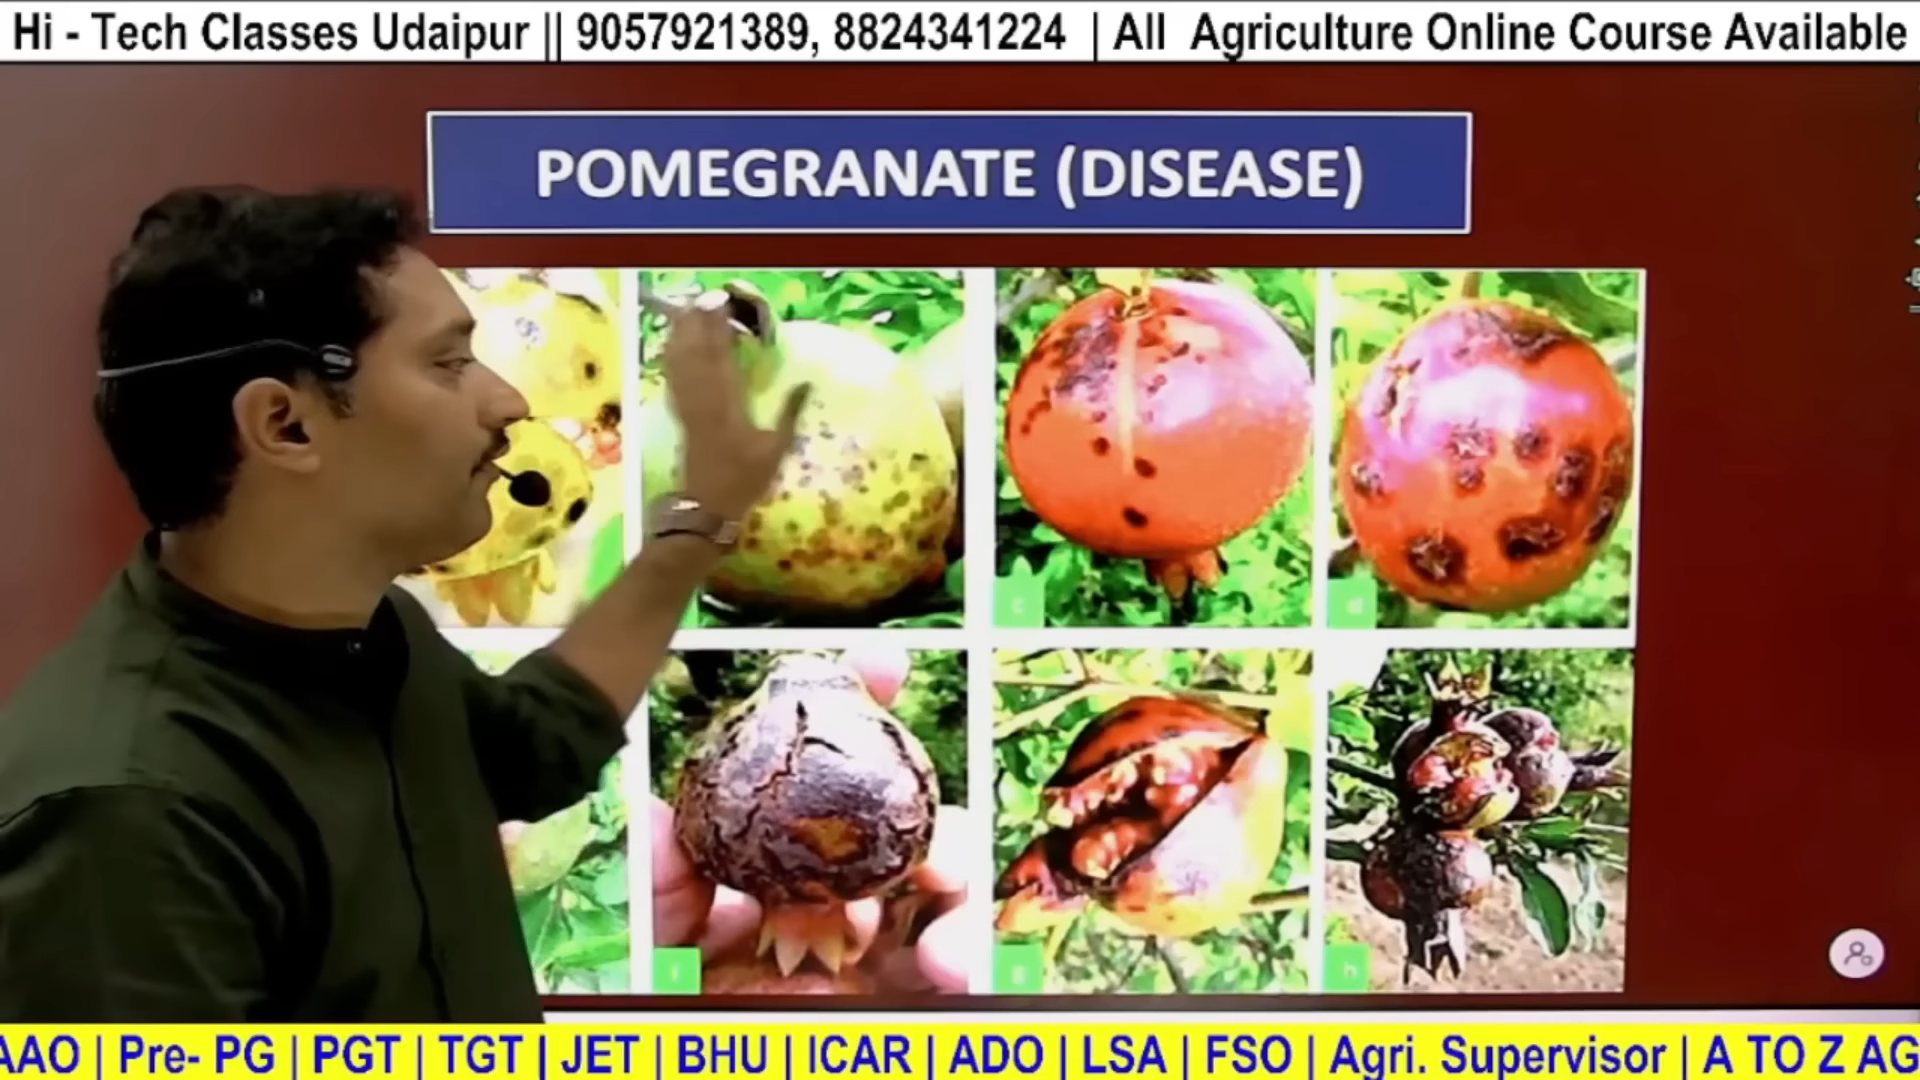 Hi - Tech Classes Udaipur || 9057921389, 8824341224 | All Agriculture Online Course Available
POMEGRANATE (DISEASE)
c
d
f
g
h
AAO | Pre- PG | PGT | TGT | JET | BHU | ICAR | ADO | LSA | FSO | Agri. Supervisor | A TO Z AG